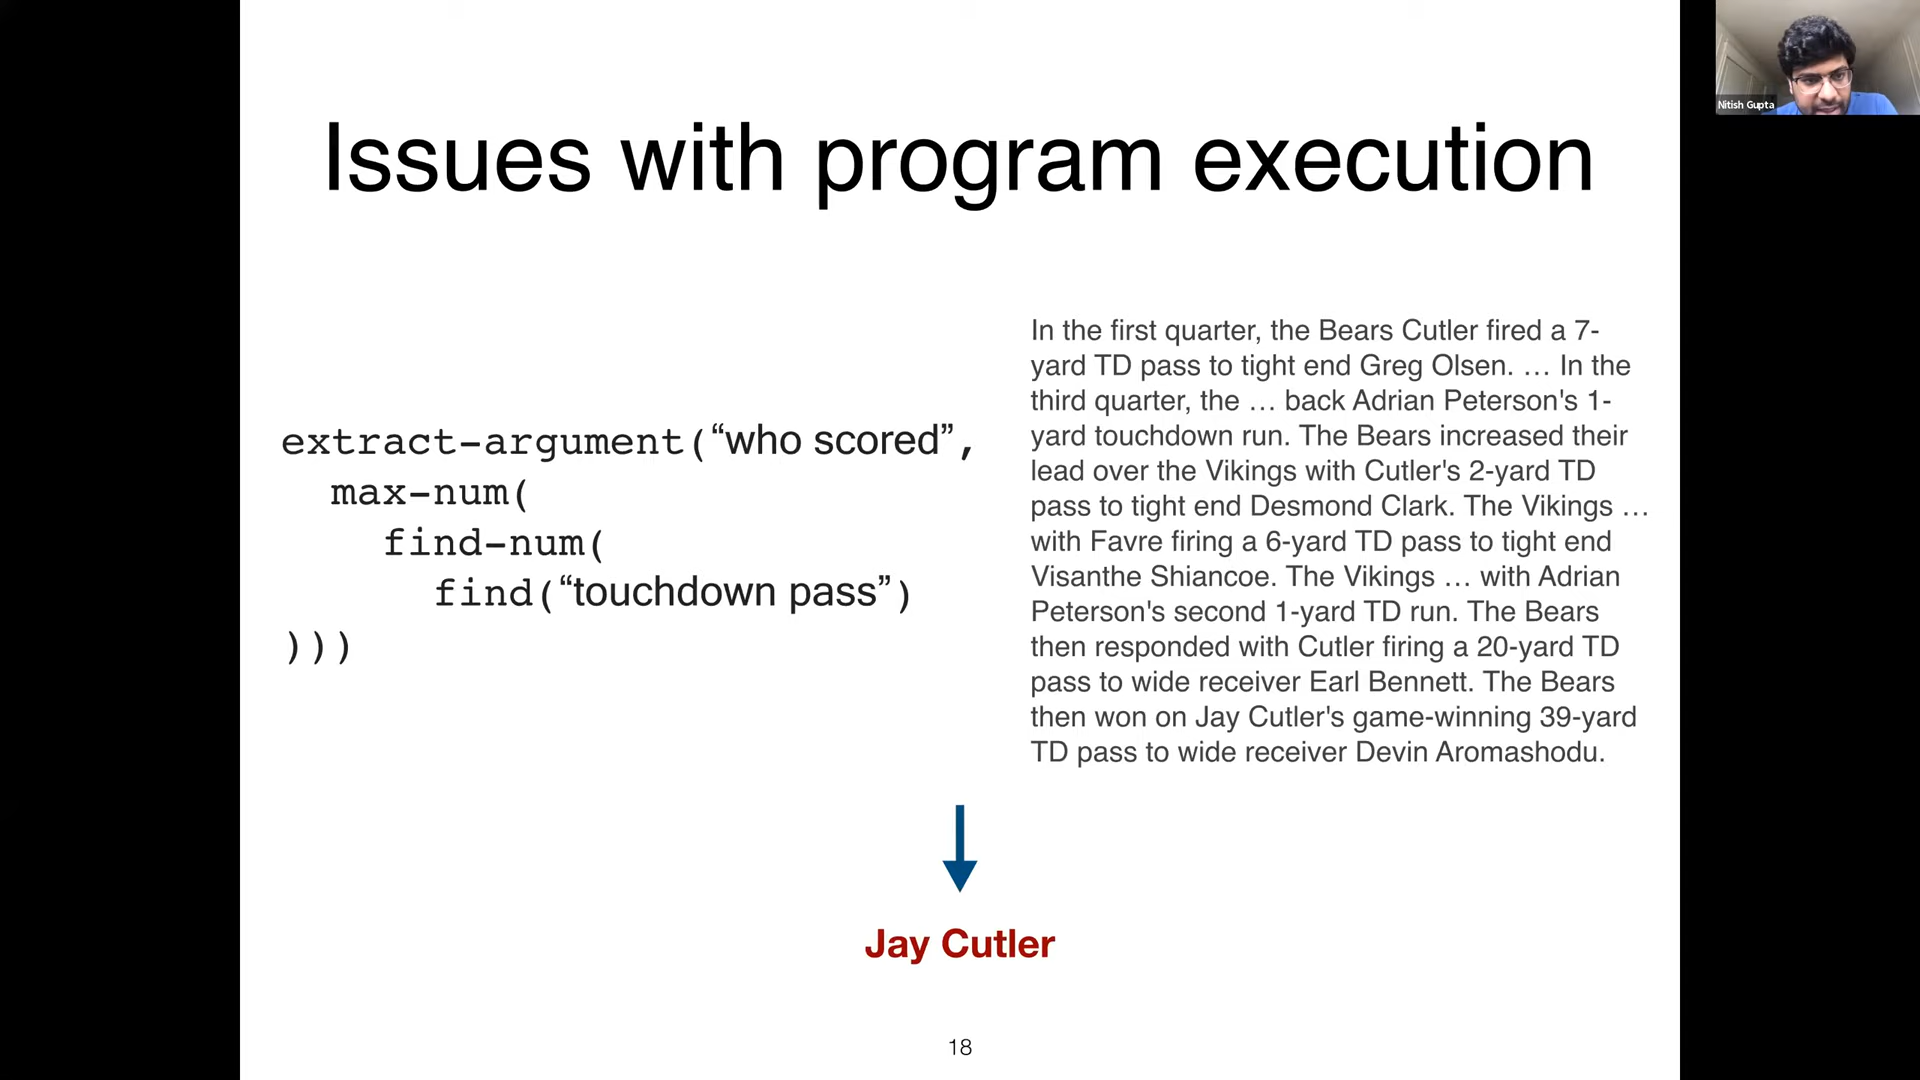 Issues with program execution
extract-argument(“who scored”,
max-num(
find-num(
find(“touchdown pass”)
)))
In the first quarter, the Bears Cutler fired a 7-
yard TD pass to tight end Greg Olsen. … In the
third quarter, the … back Adrian Peterson's 1-
yard touchdown run. The Bears increased their
lead over the Vikings with Cutler's 2-yard TD
pass to tight end Desmond Clark. The Vikings …
with Favre firing a 6-yard TD pass to tight end
Visanthe Shiancoe. The Vikings … with Adrian
Peterson's second 1-yard TD run. The Bears
then responded with Cutler firing a 20-yard TD
pass to wide receiver Earl Bennett. The Bears
then won on Jay Cutler's game-winning 39-yard
TD pass to wide receiver Devin Aromashodu.
Jay Cutler
18
Nitish Gupta